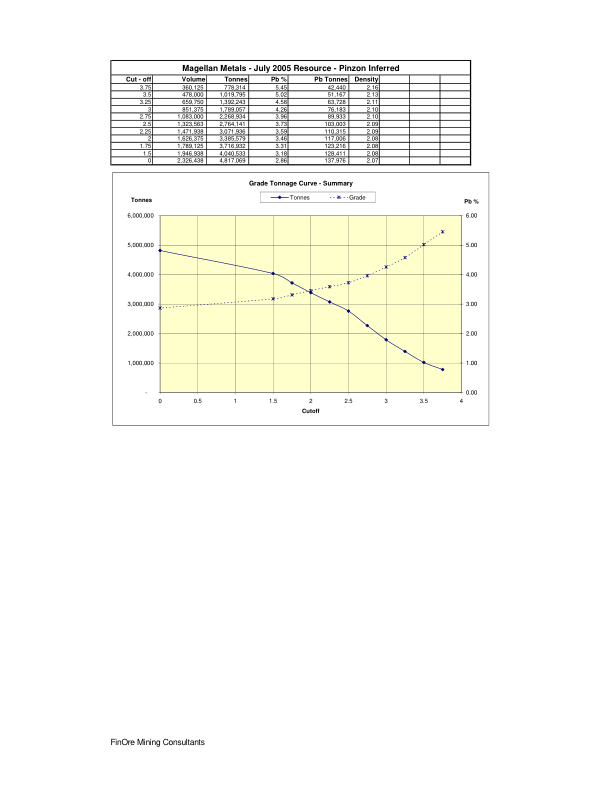 Magellan Metals - July 2005 Resource - Pinzon Inferred
Cut - off Volume Tonnes Pb % Pb Tonnes Density
3.75 360,125 778,314 5.45 42,440 2.16
3.5 478,000 1,019,795 5.02 51,167 2.13
3.25 659,750 1,392,243 4.58 63,728 2.11
3 851,375 1,789,057 4.26 76,183 2.10
2.75 1,083,000 2,268,934 3.96 89,933 2.10
2.5 1,323,563 2,764,141 3.73 103,003 2.09
2.25 1,471,938 3,071,936 3.59 110,315 2.09
2 1,626,375 3,385,579 3.46 117,006 2.08
1.75 1,789,125 3,716,932 3.31 123,216 2.08
1.5 1,946,938 4,040,533 3.18 128,411 2.08
0 2,326,438 4,817,069 2.86 137,976 2.07
Grade Tonnage Curve - Summary
Tonnes Grade
Tonnes Pb %
6,000,000 6.00
5,000,000 5.00
4,000,000 4.00
3,000,000 3.00
2,000,000 2.00
1,000,000 1.00
- 0.00
0 0.5 1 1.5 2 2.5 3 3.5 4
Cutoff
FinOre Mining Consultants